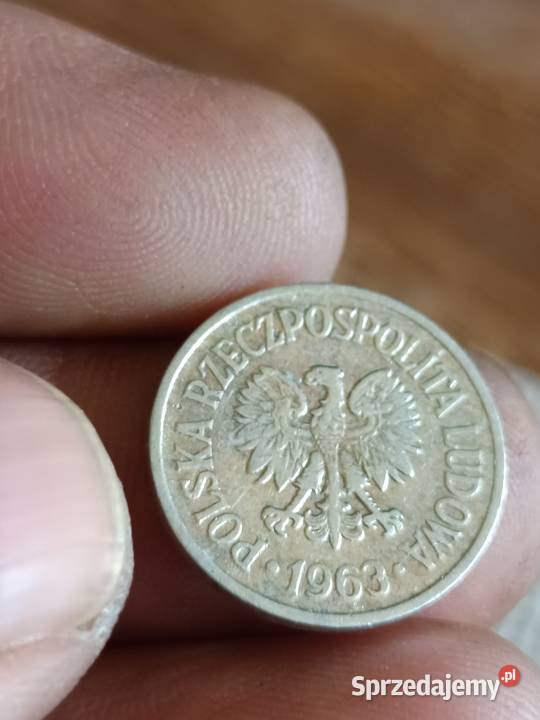 POLSKA RZECZPOSPOLITA LUDOWA
· 1963 ·
Sprzedajemy.pl